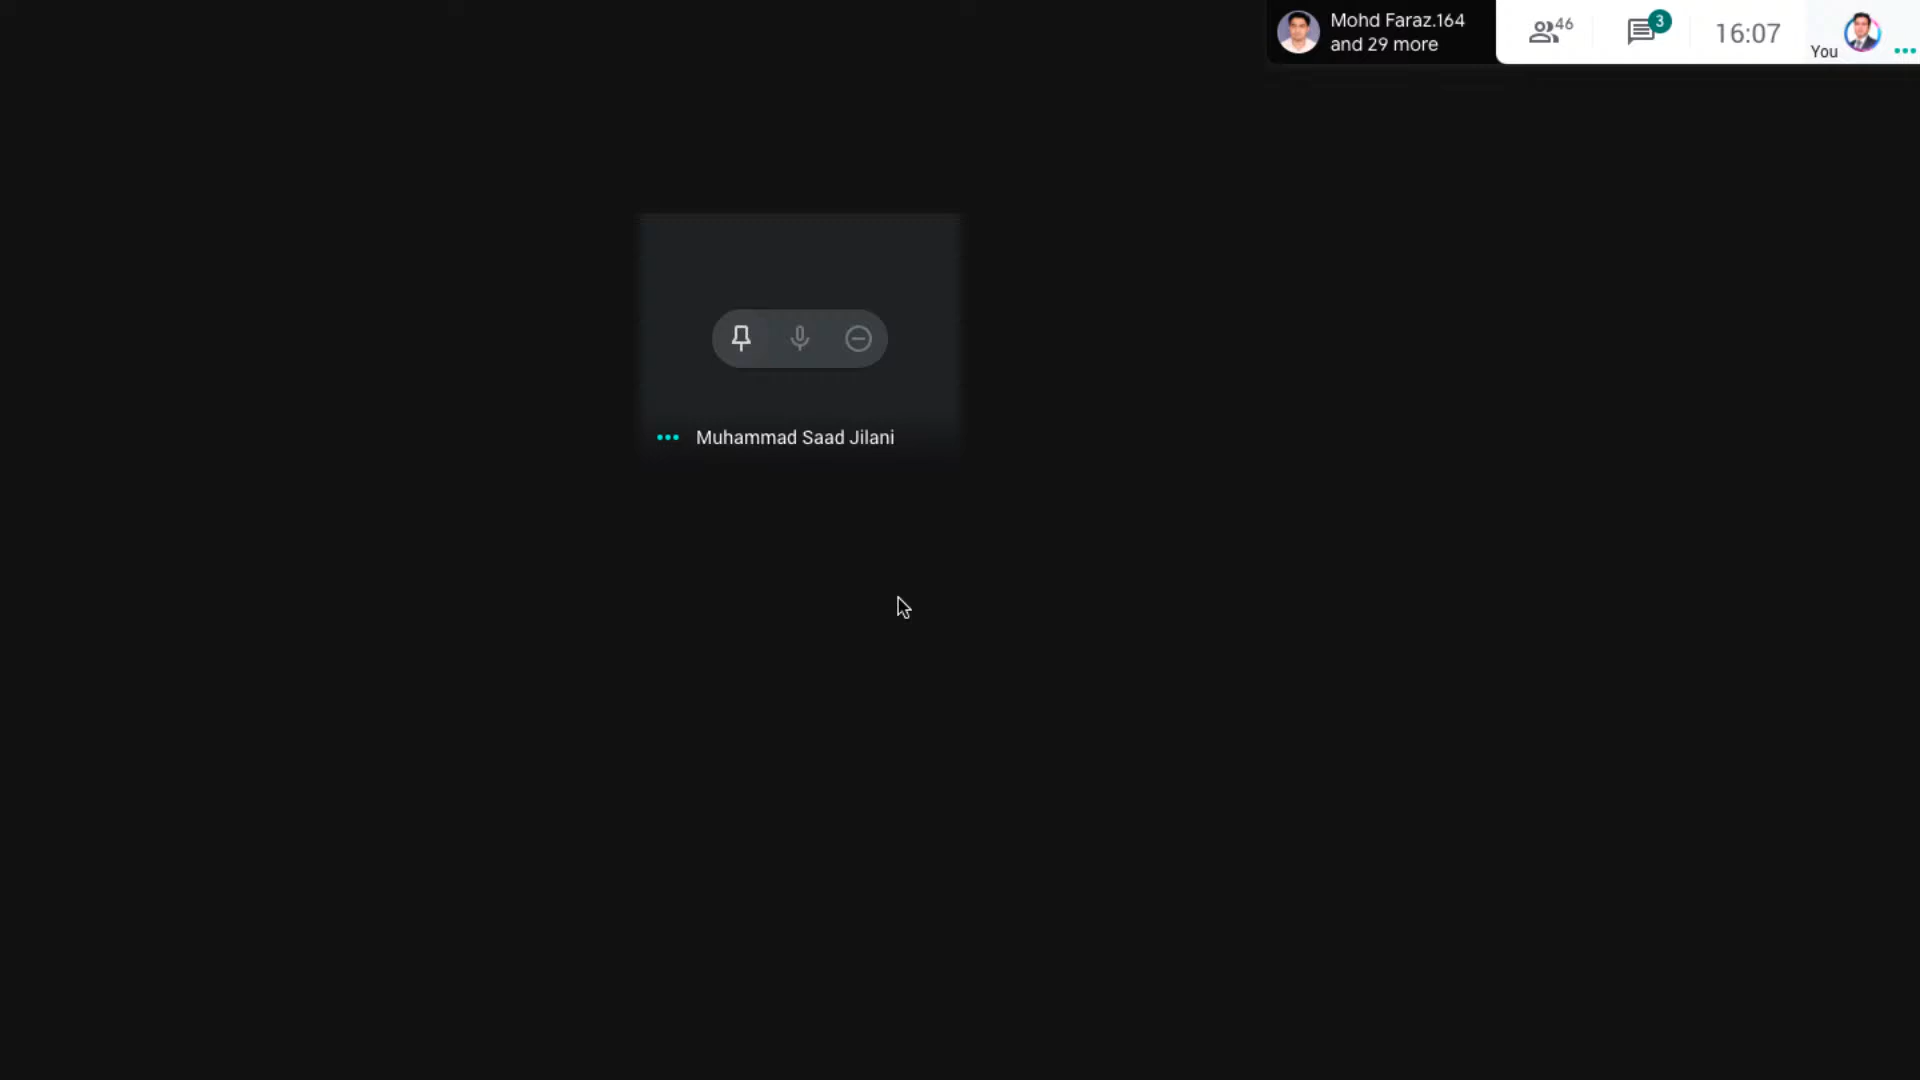 Mohd Faraz.164
and 29 more
46
3
16:07
You
Muhammad Saad Jilani